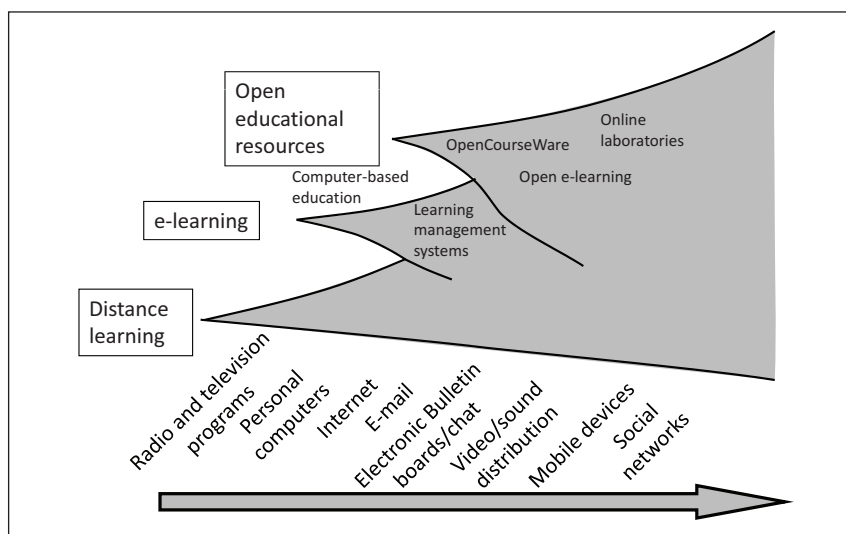 Open
educational
resources
Online
laboratories
OpenCourseWare
Computer-based
education
Open e-learning
e-learning
Learning
management
systems
Distance
learning
Radio and television
programs
Personal
computers
Internet
E-mail
Electronic Bulletin
boards/chat
Video/sound
distribution
Mobile devices
Social
networks